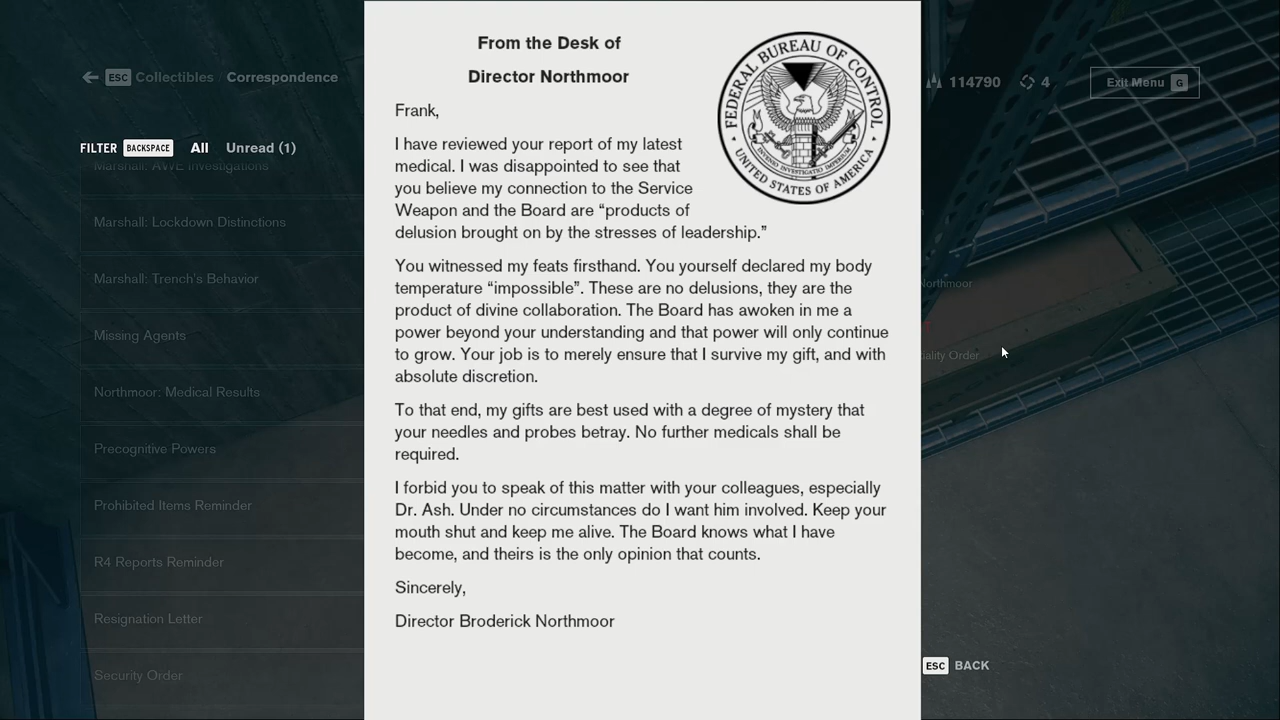 From the Desk of
Director Northmoor
FEDERAL BUREAU OF CONTROL
UNITED STATES OF AMERICA
ESC Collectibles Correspondence
114790 4 Exit Menu G
Frank,
I have reviewed your report of my latest
medical. I was disappointed to see that
you believe my connection to the Service
Weapon and the Board are “products of
delusion brought on by the stresses of leadership.”
You witnessed my feats firsthand. You yourself declared my body
temperature “impossible”. These are no delusions, they are the
product of divine collaboration. The Board has awoken in me a
power beyond your understanding and that power will only continue
to grow. Your job is to merely ensure that I survive my gift, and with
absolute discretion.
To that end, my gifts are best used with a degree of mystery that
your needles and probes betray. No further medicals shall be
required.
I forbid you to speak of this matter with your colleagues, especially
Dr. Ash. Under no circumstances do I want him involved. Keep your
mouth shut and keep me alive. The Board knows what I have
become, and theirs is the only opinion that counts.
Sincerely,
Director Broderick Northmoor
FILTER BACKSPACE All Unread (1)
Marshall: AWE Investigations
Marshall: Lockdown Distinctions
Marshall: Trench's Behavior
Missing Agents
Northmoor: Medical Results
Precognitive Powers
Prohibited Items Reminder
R4 Reports Reminder
Resignation Letter
Security Order
Northmoor
Order
ESC BACK